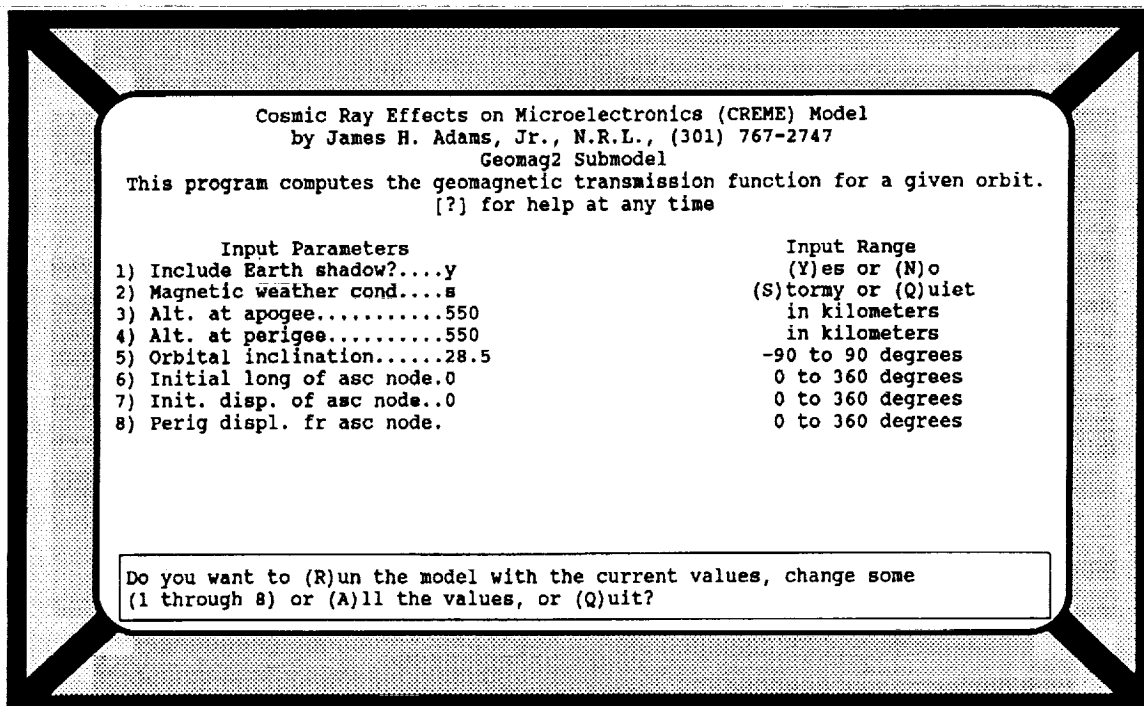 Cosmic Ray Effects on Microelectronics (CREME) Model
by James H. Adams, Jr., N.R.L., (301) 767-2747
Geomag2 Submodel
This program computes the geomagnetic transmission function for a given orbit.
[?] for help at any time
Input Parameters Input Range
1) Include Earth shadow?....y (Y)es or (N)o
2) Magnetic weather cond....s (S)tormy or (Q)uiet
3) Alt. at apogee...........550 in kilometers
4) Alt. at perigee..........550 in kilometers
5) Orbital inclination......28.5 -90 to 90 degrees
6) Initial long of asc node.0 0 to 360 degrees
7) Init. disp. of asc node..0 0 to 360 degrees
8) Perig displ. fr asc node. 0 to 360 degrees
Do you want to (R)un the model with the current values, change some
(1 through 8) or (A)ll the values, or (Q)uit?